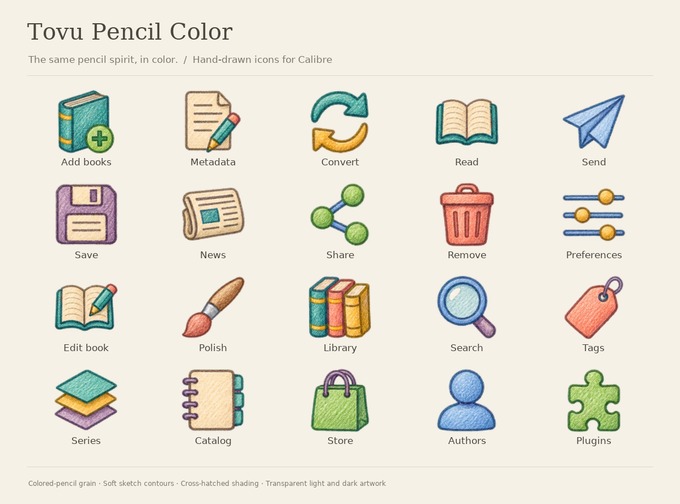 Tovu Pencil Color
The same pencil spirit, in color. / Hand-drawn icons for Calibre
Add books
Metadata
Convert
Read
Send
Save
News
Share
Remove
Preferences
Edit book
Polish
Library
Search
Tags
Series
Catalog
Store
Authors
Plugins
Colored-pencil grain · Soft sketch contours · Cross-hatched shading · Transparent light and dark artwork